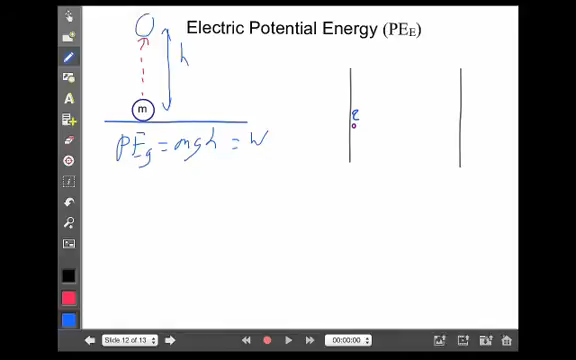 Electric Potential Energy (PEE)
h
m
PEg = mgh = W
Slide 12 of 13
00:00:00